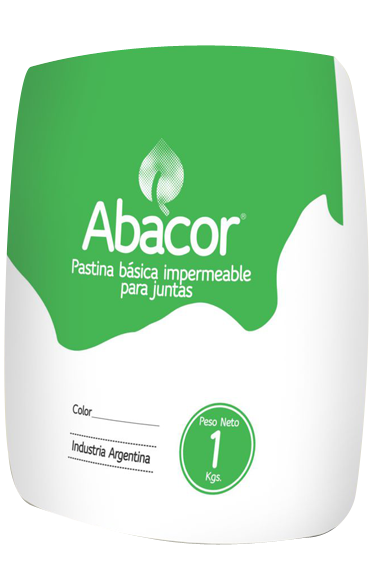 Abacor®
Pastina básica impermeable
para juntas
Color
Industria Argentina
Peso Neto
1
Kgs.